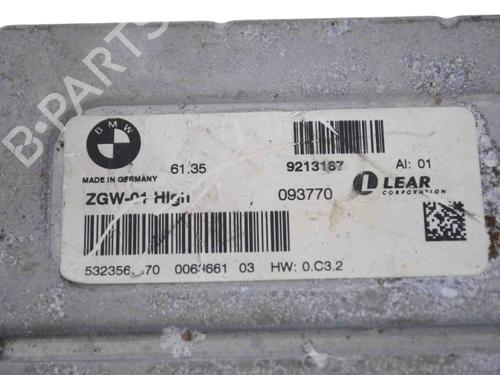 B-PARTS
BMW
MADE IN GERMANY
61.35
9213167
AI: 01
ZGW-01 High
093770
LEAR
CORPORATION
03 HW: 0.C3.2